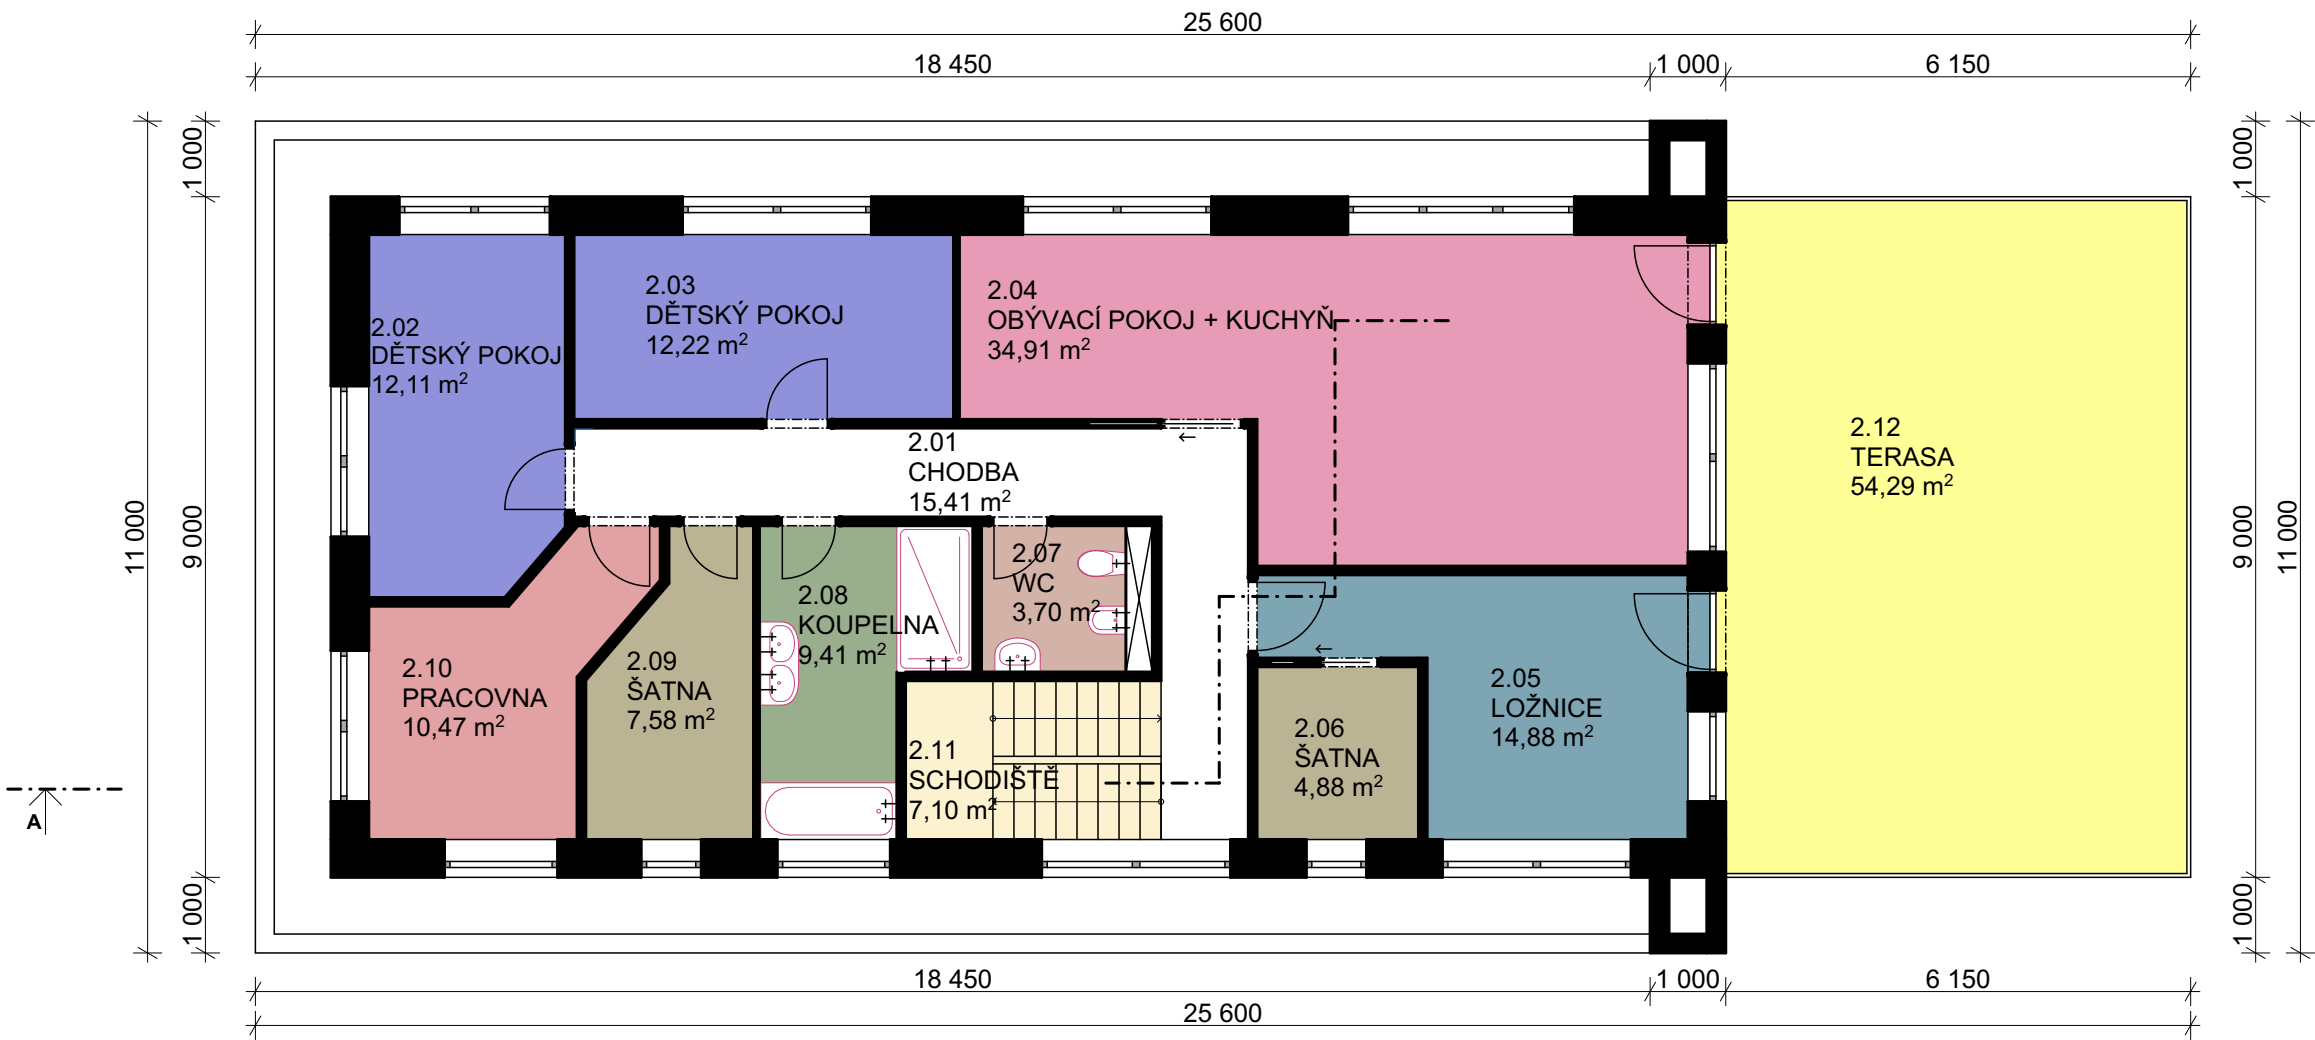 25 600
18 450
1 000
6 150
1 000
1 000
2.03
DĚTSKÝ POKOJ
12,22 m²
2.04
OBÝVACÍ POKOJ + KUCHYŇ
34,91 m²
2.02
DĚTSKÝ POKOJ
12,11 m²
2.01
CHODBA
15,41 m²
2.12
TERASA
54,29 m²
11 000
9 000
9 000
11 000
2.07
WC
3,70 m²
2.08
KOUPELNA
9,41 m²
2.10
PRACOVNA
10,47 m²
2.09
ŠATNA
7,58 m²
2.05
LOŽNICE
14,88 m²
2.06
ŠATNA
4,88 m²
2.11
SCHODIŠTĚ
7,10 m²
A
1 000
1 000
18 450
1 000
6 150
25 600